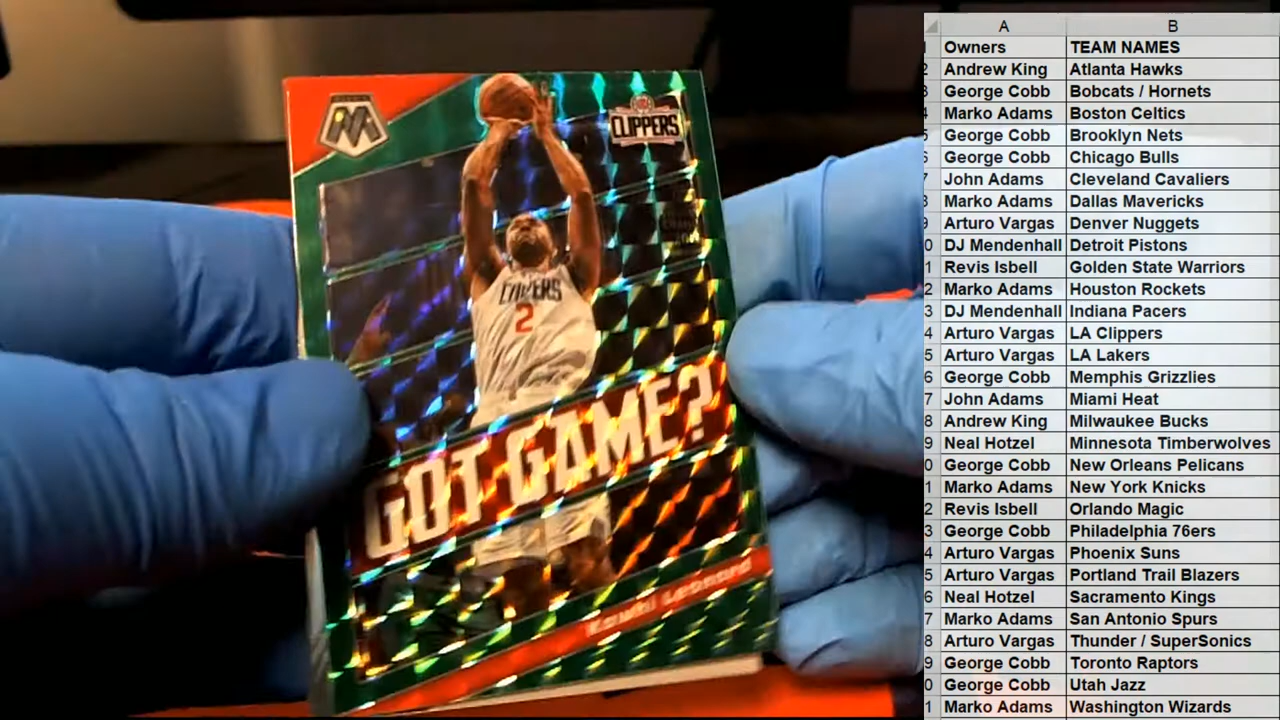 CLIPPERS
CLIPPERS
2
GOT GAME?
Kawhi Leonard
A B
Owners TEAM NAMES
Andrew King Atlanta Hawks
George Cobb Bobcats / Hornets
Marko Adams Boston Celtics
George Cobb Brooklyn Nets
George Cobb Chicago Bulls
John Adams Cleveland Cavaliers
Marko Adams Dallas Mavericks
Arturo Vargas Denver Nuggets
DJ Mendenhall Detroit Pistons
Revis Isbell Golden State Warriors
Marko Adams Houston Rockets
DJ Mendenhall Indiana Pacers
Arturo Vargas LA Clippers
Arturo Vargas LA Lakers
George Cobb Memphis Grizzlies
John Adams Miami Heat
Andrew King Milwaukee Bucks
Neal Hotzel Minnesota Timberwolves
George Cobb New Orleans Pelicans
Marko Adams New York Knicks
Revis Isbell Orlando Magic
George Cobb Philadelphia 76ers
Arturo Vargas Phoenix Suns
Arturo Vargas Portland Trail Blazers
Neal Hotzel Sacramento Kings
Marko Adams San Antonio Spurs
Arturo Vargas Thunder / SuperSonics
George Cobb Toronto Raptors
George Cobb Utah Jazz
Marko Adams Washington Wizards